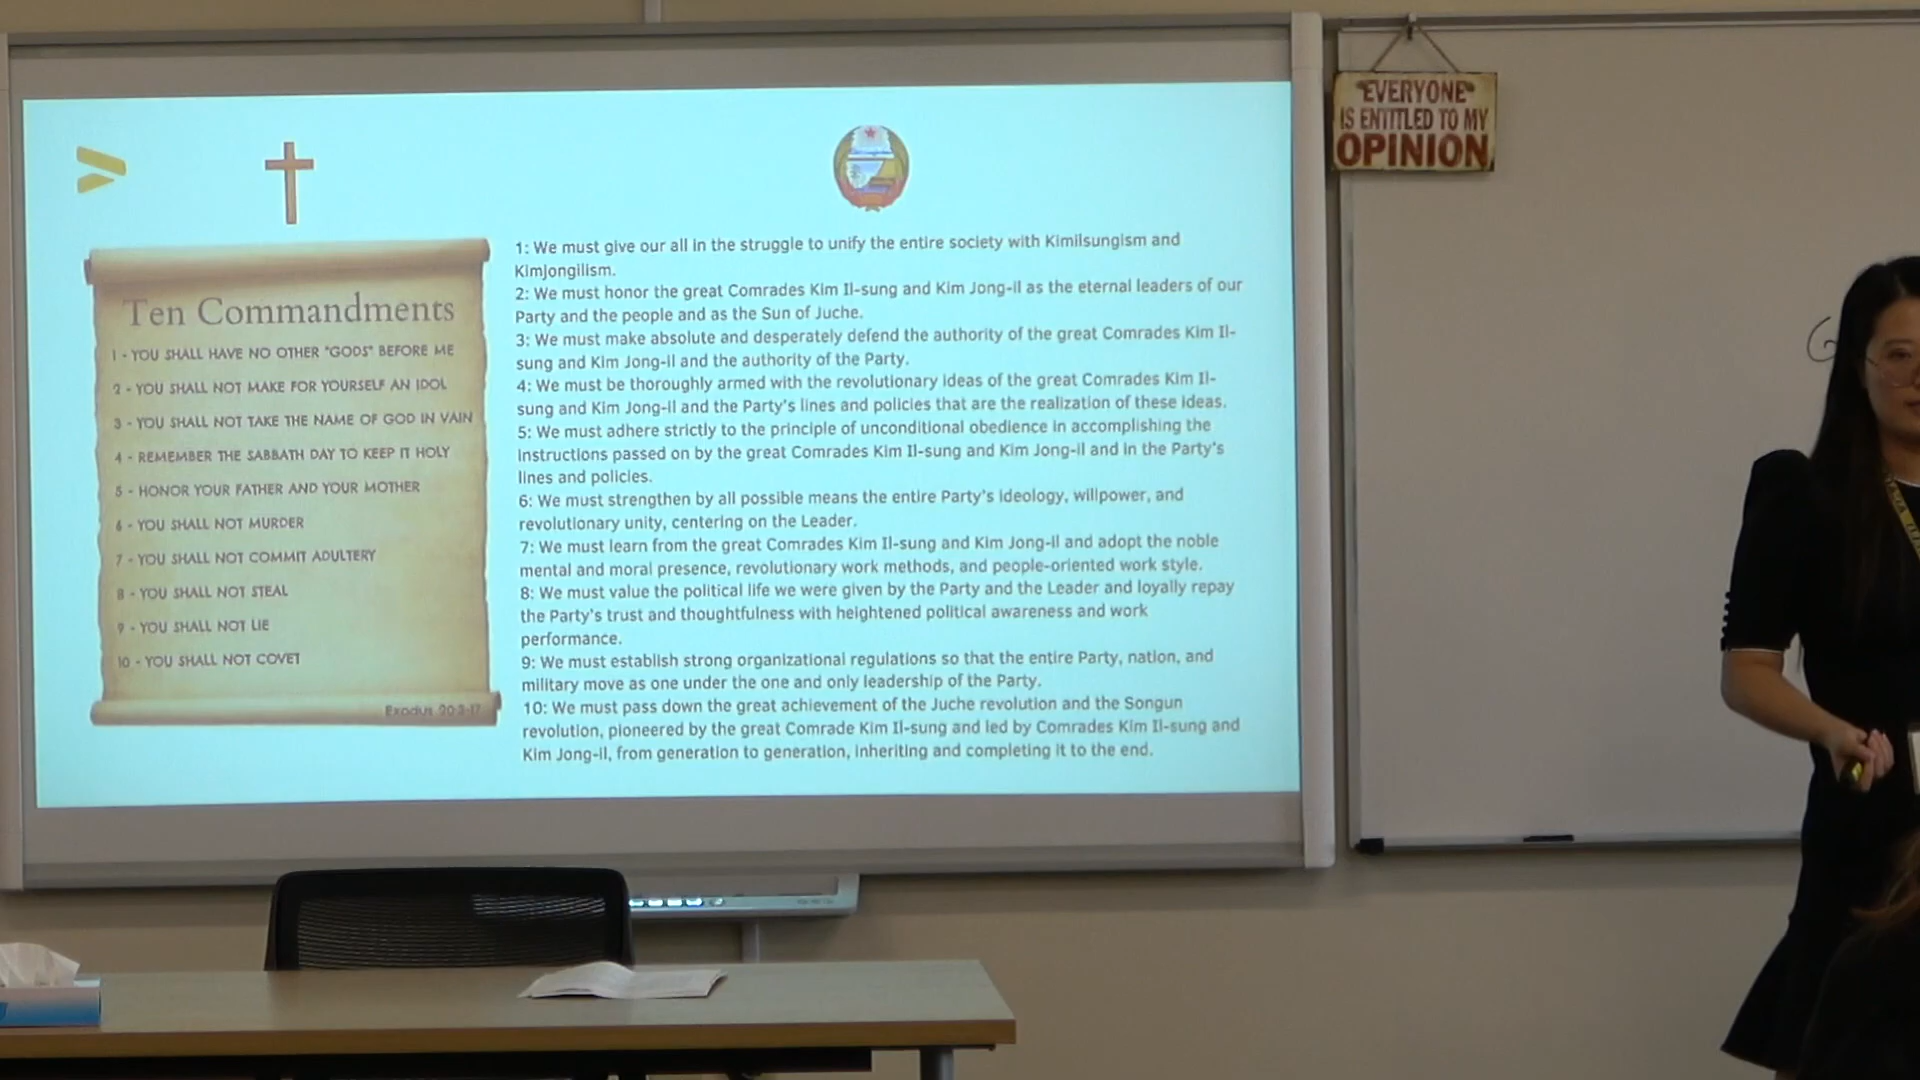 Ten Commandments
1 - YOU SHALL HAVE NO OTHER "GODS" BEFORE ME
2 - YOU SHALL NOT MAKE FOR YOURSELF AN IDOL
3 - YOU SHALL NOT TAKE THE NAME OF GOD IN VAIN
4 - REMEMBER THE SABBATH DAY TO KEEP IT HOLY
5 - HONOR YOUR FATHER AND YOUR MOTHER
6 - YOU SHALL NOT MURDER
7 - YOU SHALL NOT COMMIT ADULTERY
8 - YOU SHALL NOT STEAL
9 - YOU SHALL NOT LIE
10 - YOU SHALL NOT COVET
Exodus 20:3-17
1: We must give our all in the struggle to unify the entire society with Kimilsungism and
KimJongilism.
2: We must honor the great Comrades Kim Il-sung and Kim Jong-il as the eternal leaders of our
Party and the people and as the Sun of Juche.
3: We must make absolute and desperately defend the authority of the great Comrades Kim Il-
sung and Kim Jong-il and the authority of the Party.
4: We must be thoroughly armed with the revolutionary ideas of the great Comrades Kim Il-
sung and Kim Jong-il and the Party's lines and policies that are the realization of these ideas.
5: We must adhere strictly to the principle of unconditional obedience in accomplishing the
instructions passed on by the great Comrades Kim Il-sung and Kim Jong-il and in the Party's
lines and policies.
6: We must strengthen by all possible means the entire Party's ideology, willpower, and
revolutionary unity, centering on the Leader.
7: We must learn from the great Comrades Kim Il-sung and Kim Jong-il and adopt the noble
mental and moral presence, revolutionary work methods, and people-oriented work style.
8: We must value the political life we were given by the Party and the Leader and loyally repay
the Party's trust and thoughtfulness with heightened political awareness and work
performance.
9: We must establish strong organizational regulations so that the entire Party, nation, and
military move as one under the one and only leadership of the Party.
10: We must pass down the great achievement of the Juche revolution and the Songun
revolution, pioneered by the great Comrade Kim Il-sung and led by Comrades Kim Il-sung and
Kim Jong-il, from generation to generation, inheriting and completing it to the end.
"EVERYONE"
IS ENTITLED TO MY
OPINION